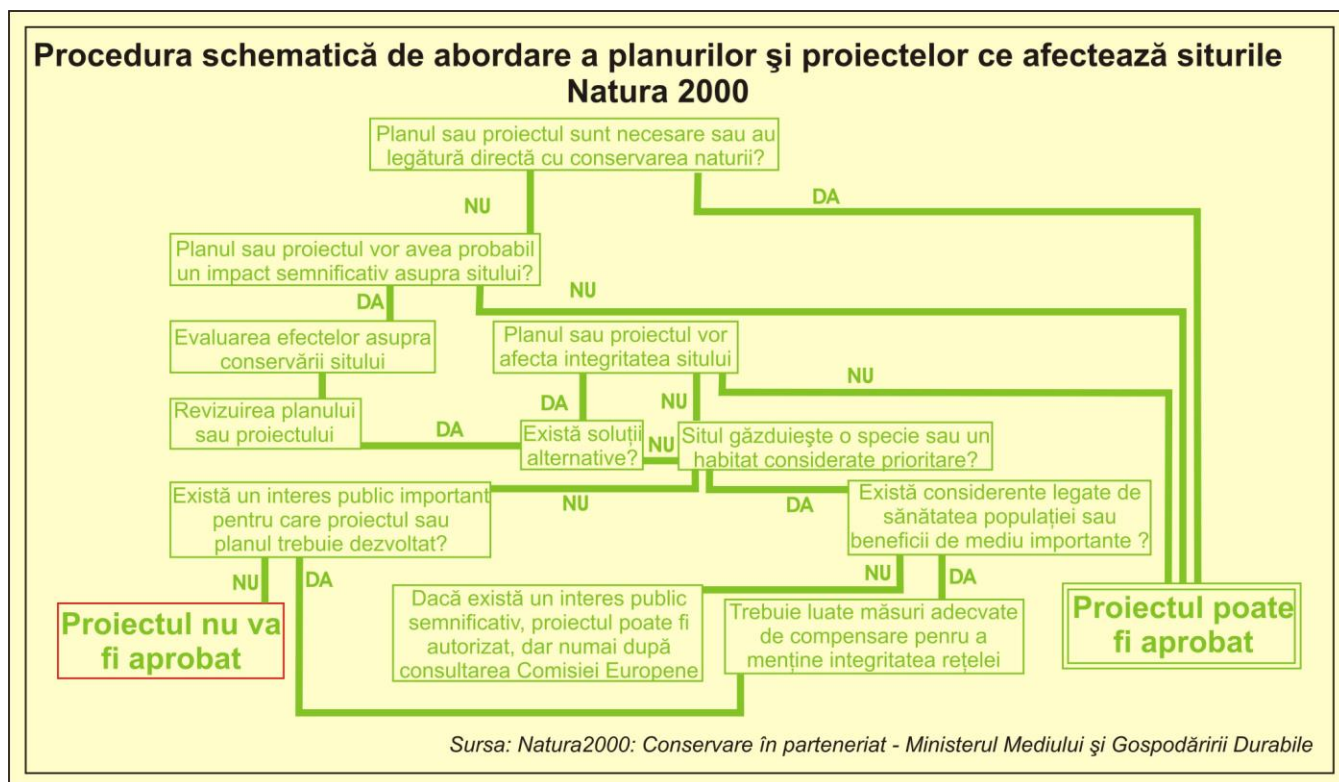 Procedura schematică de abordare a planurilor şi proiectelor ce afectează siturile
Natura 2000
Planul sau proiectul sunt necesare sau au
legătură directă cu conservarea naturii?
NU
DA
Planul sau proiectul vor avea probabil
un impact semnificativ asupra sitului?
DA
NU
Evaluarea efectelor asupra
conservării sitului
Planul sau proiectul vor
afecta integritatea sitului
NU
DA
NU
Revizuirea planului
sau proiectului
DA
Există soluții
alternative?
NU
Situl găzduieşte o specie sau un
habitat considerate prioritare?
NU
DA
Există un interes public important
pentru care proiectul sau
planul trebuie dezvoltat?
Există considerente legate de
sănătatea populației sau
beneficii de mediu importante ?
NU
DA
NU
DA
Proiectul nu va
fi aprobat
Dacă există un interes public
semnificativ, proiectul poate fi
autorizat, dar numai după
consultarea Comisiei Europene
Trebuie luate măsuri adecvate
de compensare penru a
menține integritatea rețelei
Proiectul poate
fi aprobat
Sursa: Natura2000: Conservare în parteneriat - Ministerul Mediului şi Gospodăririi Durabile